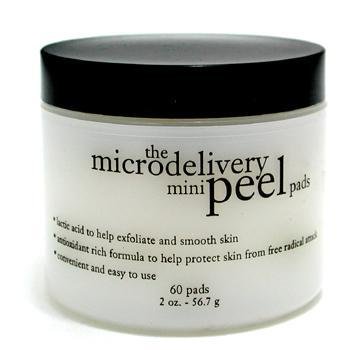 the
microdelivery
mini peel pads
• lactic acid to help exfoliate and smooth skin
• antioxidant rich formula to help protect skin from free radical attack
• convenient and easy to use
60 pads
2 oz. - 56.7 g